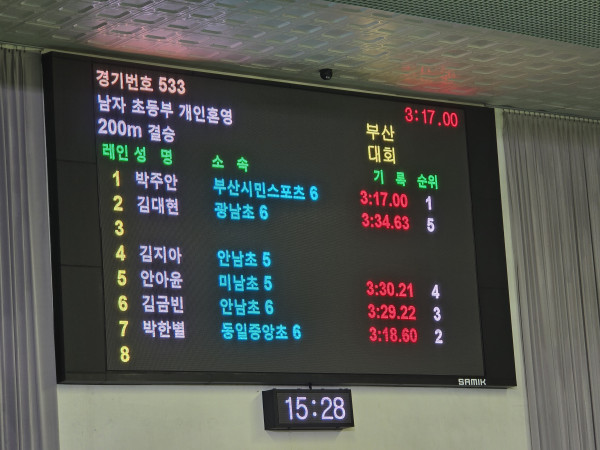 경기번호 533
3:17.00
남자 초등부 개인혼영
부산
200m 결승
대회
레인 성 명 소 속 기 록 순위
1 박주안 부산시민스포츠 6 3:17.00 1
2 김대현 광남초 6 3:34.63 5
3
4 김지아 안남초 5
5 안아윤 미남초 5 3:30.21 4
6 김금빈 안남초 6 3:29.22 3
7 박한별 동일중앙초 6 3:18.60 2
8
SAMIK
15:28